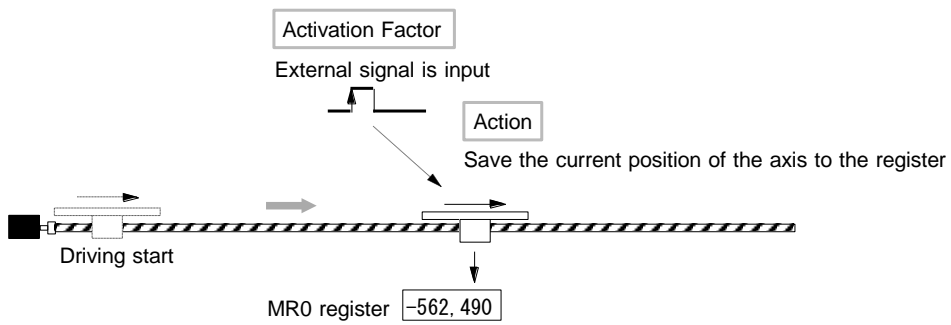 Activation Factor
External signal is input
Action
Save the current position of the axis to the register
Driving start
MR0 register -562,490